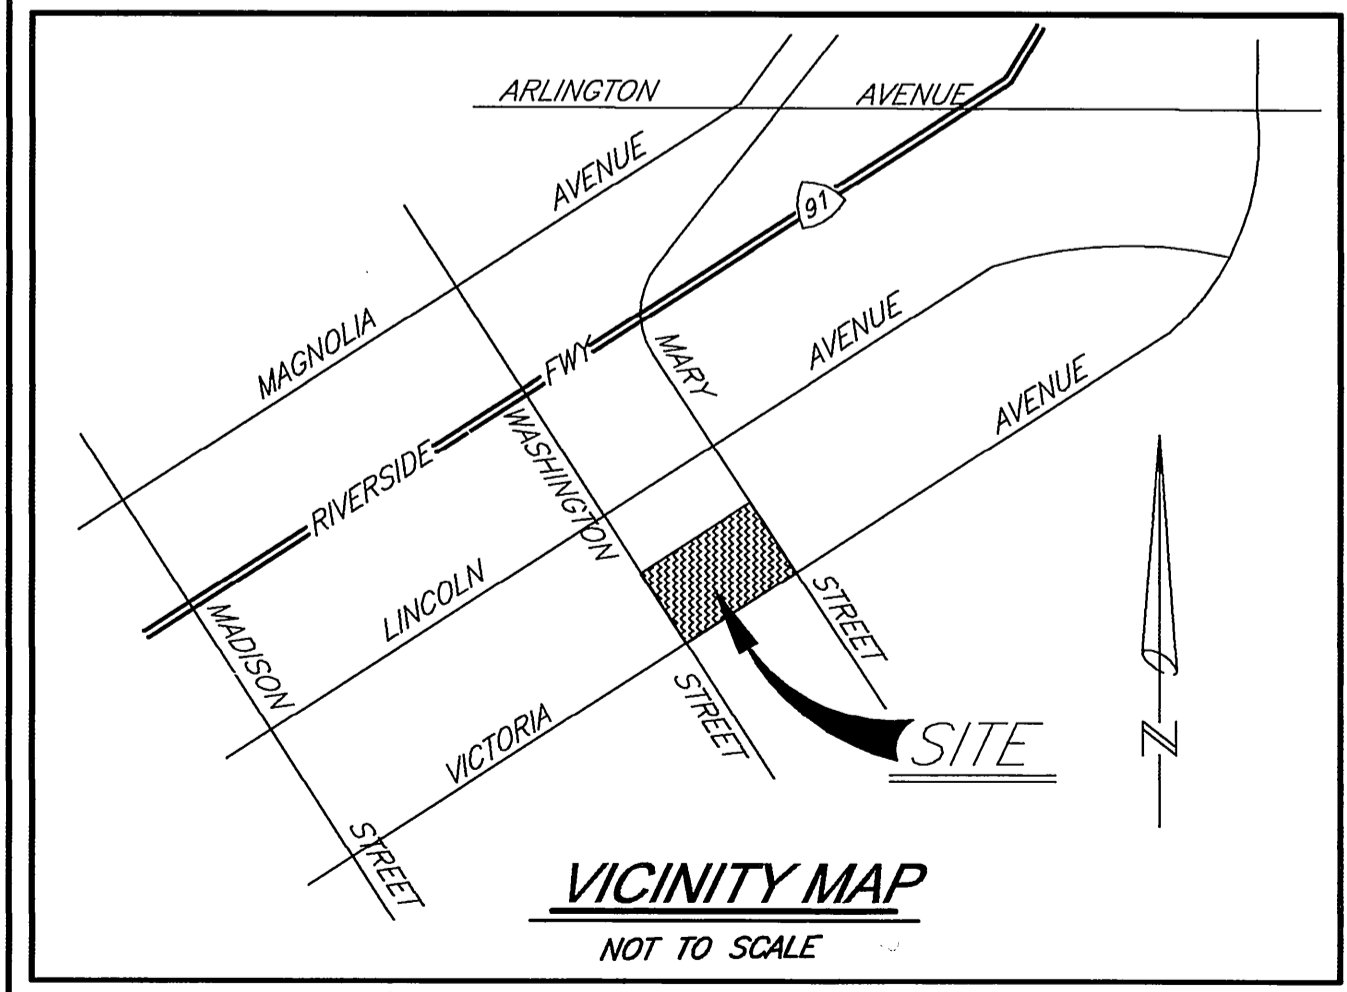 ARLINGTON AVENUE
MAGNOLIA AVENUE
91
RIVERSIDE FWY
MARY STREET
WASHINGTON STREET
LINCOLN AVENUE
MADISON STREET
VICTORIA AVENUE
SITE
N
VICINITY MAP
NOT TO SCALE